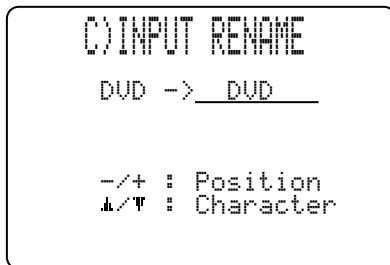 C)INPUT RENAME
DVD -> DVD
-/+ : Position
▲/▼ : Character